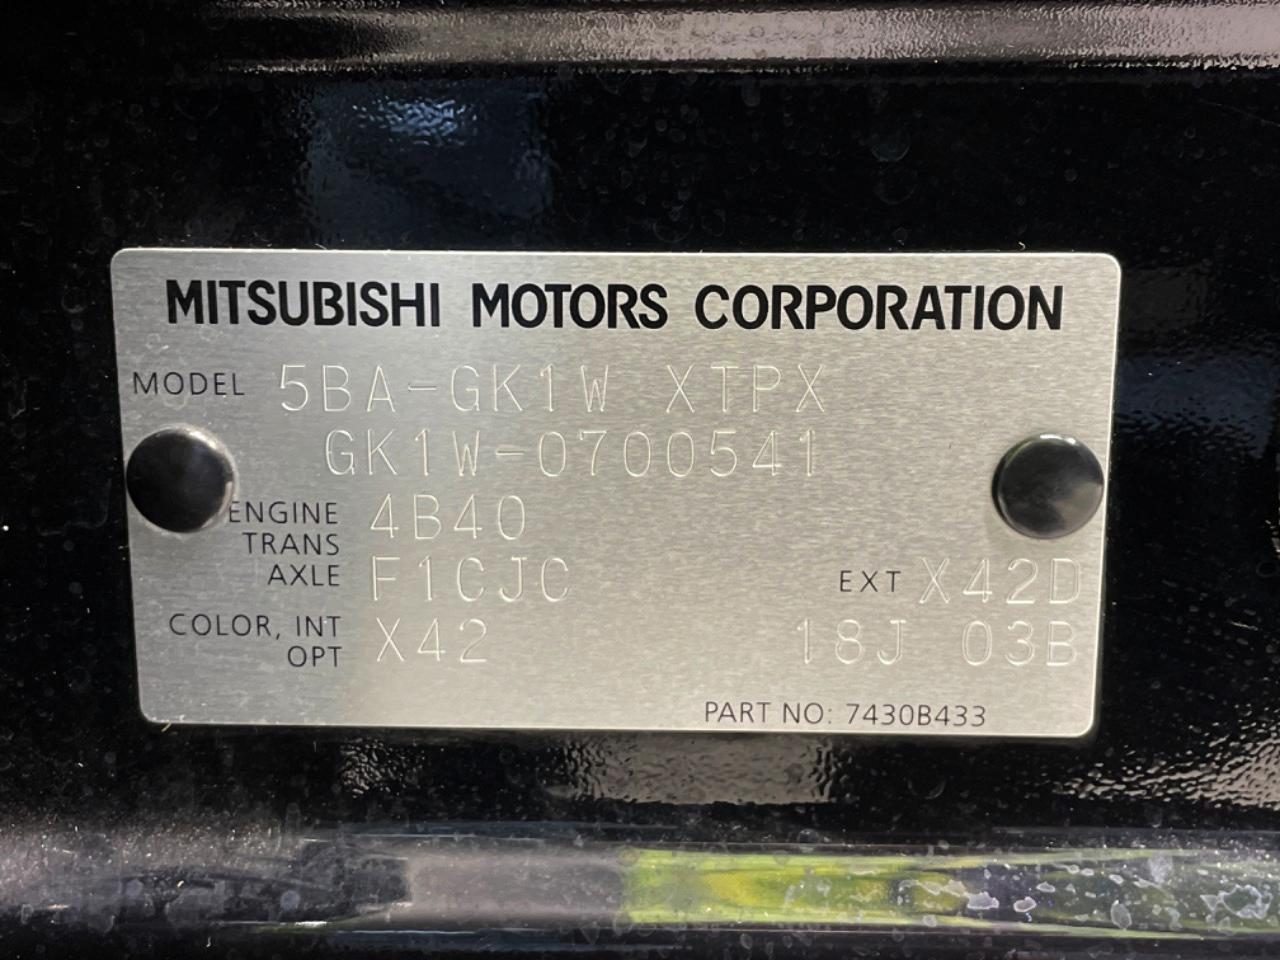 MITSUBISHI MOTORS CORPORATION
MODEL 5BA-GK1W XTPX
GK1W-0700541
ENGINE 4B40
TRANS
AXLE F1CJC EXT X42D
COLOR, INT X42 18J 03B
OPT
PART NO: 7430B433